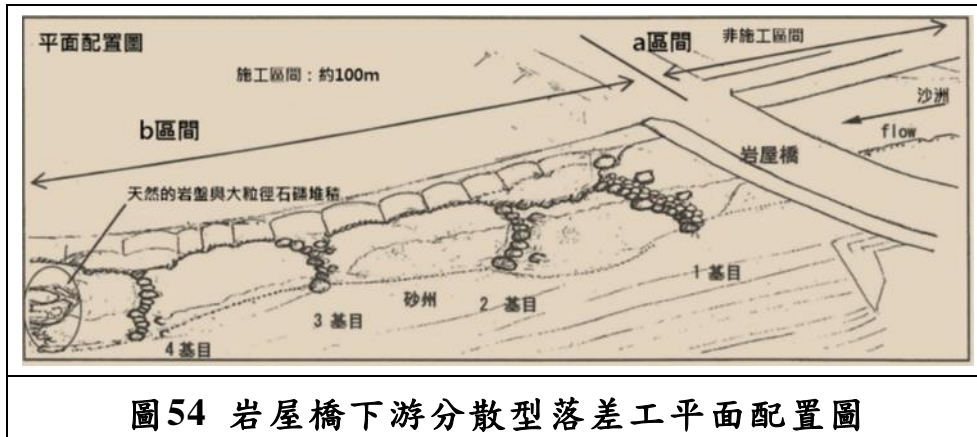 平面配置圖
施工區間：約100m
a區間
非施工區間
沙洲
flow
b區間
岩屋橋
天然的岩盤與大粒徑石礫堆積
1 基目
砂州
2 基目
3 基目
4 基目
圖54 岩屋橋下游分散型落差工平面配置圖